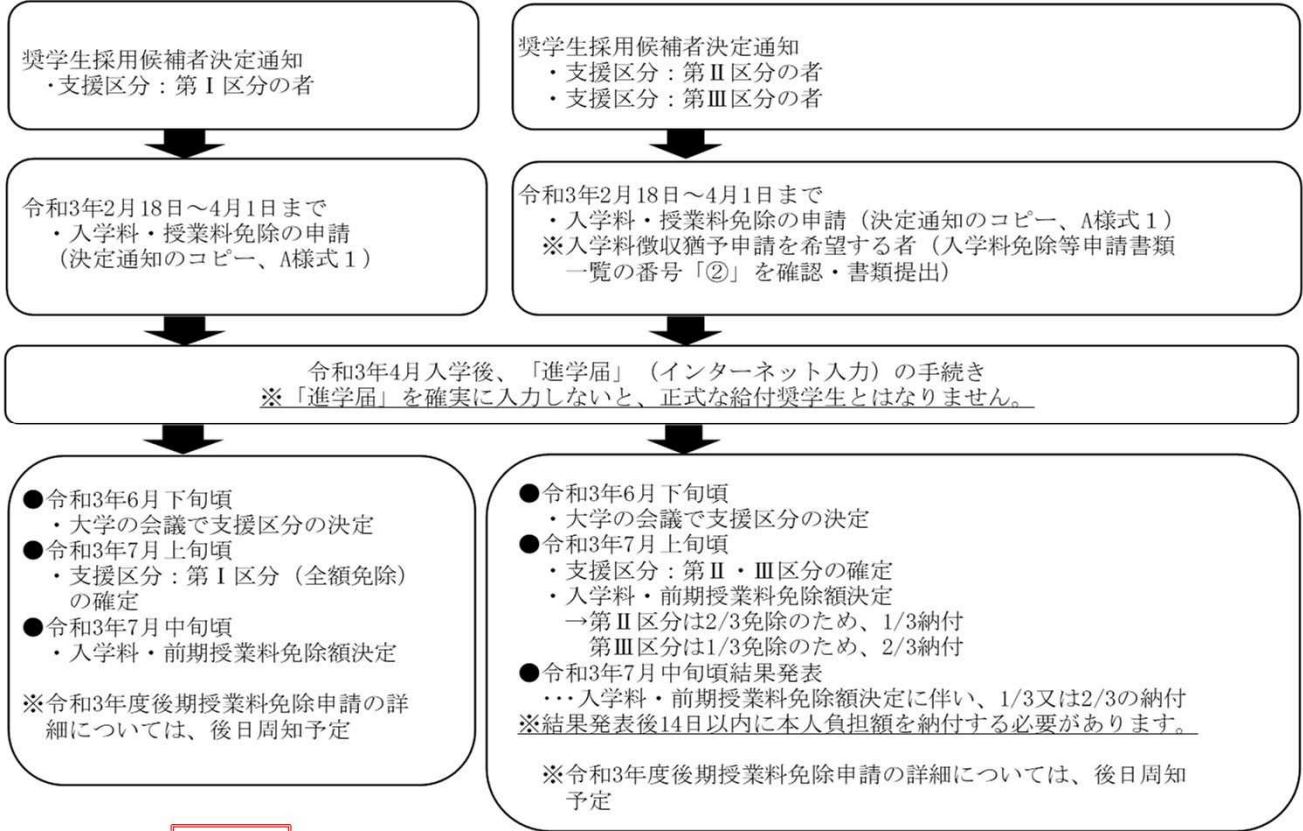 奨学生採用候補者決定通知
・支援区分：第Ⅰ区分の者
奨学生採用候補者決定通知
・支援区分：第Ⅱ区分の者
・支援区分：第Ⅲ区分の者
令和3年2月18日～4月1日まで
・入学料・授業料免除の申請
（決定通知のコピー、A様式１）
令和3年2月18日～4月1日まで
・入学料・授業料免除の申請（決定通知のコピー、A様式１）
※入学料徴収猶予申請を希望する者（入学料免除等申請書類
一覧の番号「②」を確認・書類提出）
令和3年4月入学後、「進学届」（インターネット入力）の手続き
※「進学届」を確実に入力しないと、正式な給付奨学生とはなりません。
●令和3年6月下旬頃
・大学の会議で支援区分の決定
●令和3年7月上旬頃
・支援区分：第Ⅰ区分（全額免除）
の確定
●令和3年7月中旬頃
・入学料・前期授業料免除額決定
※令和3年度後期授業料免除申請の詳
細については、後日周知予定
●令和3年6月下旬頃
・大学の会議で支援区分の決定
●令和3年7月上旬頃
・支援区分：第Ⅱ・Ⅲ区分の確定
・入学料・前期授業料免除額決定
→第Ⅱ区分は2/3免除のため、1/3納付
第Ⅲ区分は1/3免除のため、2/3納付
●令和3年7月中旬頃結果発表
…入学料・前期授業料免除額決定に伴い、1/3又は2/3の納付
※結果発表後14日以内に本人負担額を納付する必要があります。
※令和3年度後期授業料免除申請の詳細については、後日周知
予定